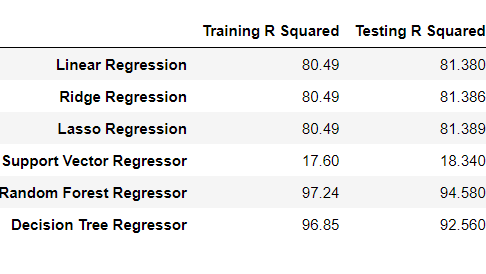 Training R Squared Testing R Squared
Linear Regression 80.49 81.380
Ridge Regression 80.49 81.386
Lasso Regression 80.49 81.389
Support Vector Regressor 17.60 18.340
Random Forest Regressor 97.24 94.580
Decision Tree Regressor 96.85 92.560